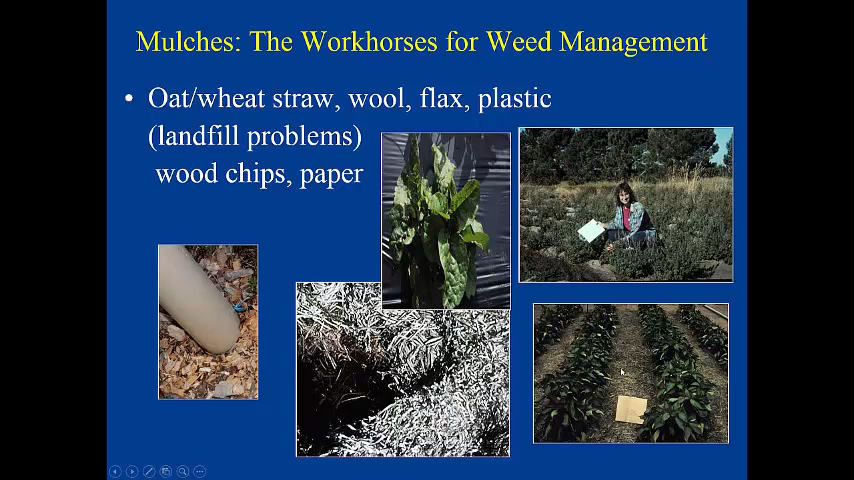 Mulches: The Workhorses for Weed Management
• Oat/wheat straw, wool, flax, plastic
(landfill problems)
wood chips, paper